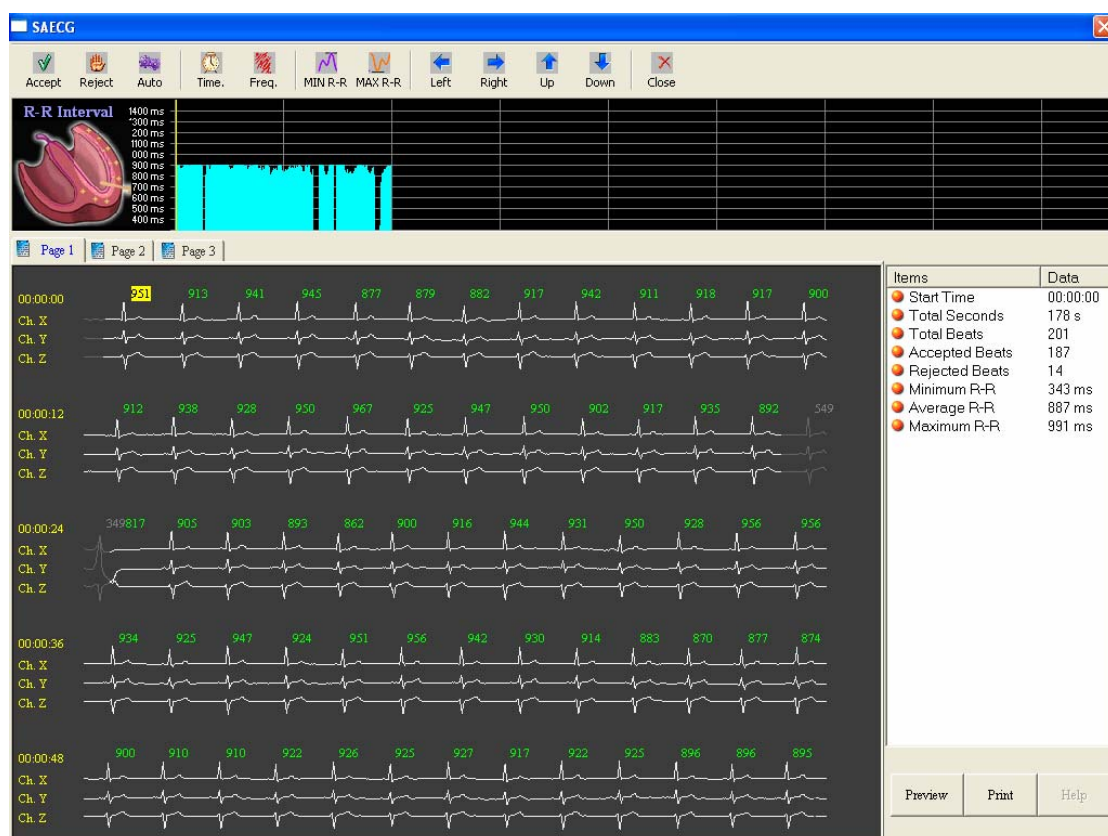 SAECG
Accept Reject Auto Time. Freq. MIN R-R MAX R-R Left Right Up Down Close
R-R Interval
1400 ms
300 ms
200 ms
1100 ms
000 ms
900 ms
800 ms
700 ms
600 ms
500 ms
400 ms
Page 1 Page 2 Page 3
951 913 941 945 877 879 882 917 942 911 918 917 900
00:00:00
Ch. X
Ch. Y
Ch. Z
912 938 928 950 967 925 947 950 902 917 935 892 549
00:00:12
Ch. X
Ch. Y
Ch. Z
349 817 905 903 893 862 900 916 944 931 950 928 956 956
00:00:24
Ch. X
Ch. Y
Ch. Z
934 925 947 924 951 956 942 930 914 883 870 877 874
00:00:36
Ch. X
Ch. Y
Ch. Z
900 910 910 922 926 925 927 917 922 925 896 896 895
00:00:48
Ch. X
Ch. Y
Ch. Z
Items Data
Start Time 00:00:00
Total Seconds 178 s
Total Beats 201
Accepted Beats 187
Rejected Beats 14
Minimum R-R 343 ms
Average R-R 887 ms
Maximum R-R 991 ms
Preview Print Help